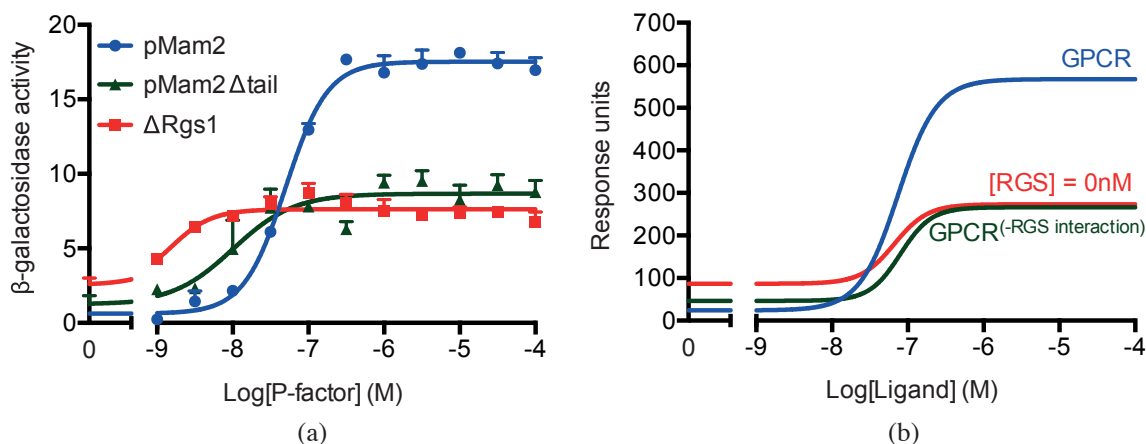 20
15
10
5
0
β-galactosidase activity
pMam2
pMam2 Δtail
ΔRgs1
0 -9 -8 -7 -6 -5 -4
Log[P-factor] (M)
(a)
700
600
500
400
300
200
100
0
Response units
GPCR
[RGS] = 0nM
GPCR(-RGS interaction)
0 -9 -8 -7 -6 -5 -4
Log[Ligand] (M)
(b)